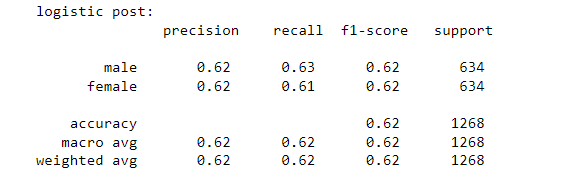 logistic post:
precision recall f1-score support
male 0.62 0.63 0.62 634
female 0.62 0.61 0.62 634
accuracy 0.62 1268
macro avg 0.62 0.62 0.62 1268
weighted avg 0.62 0.62 0.62 1268